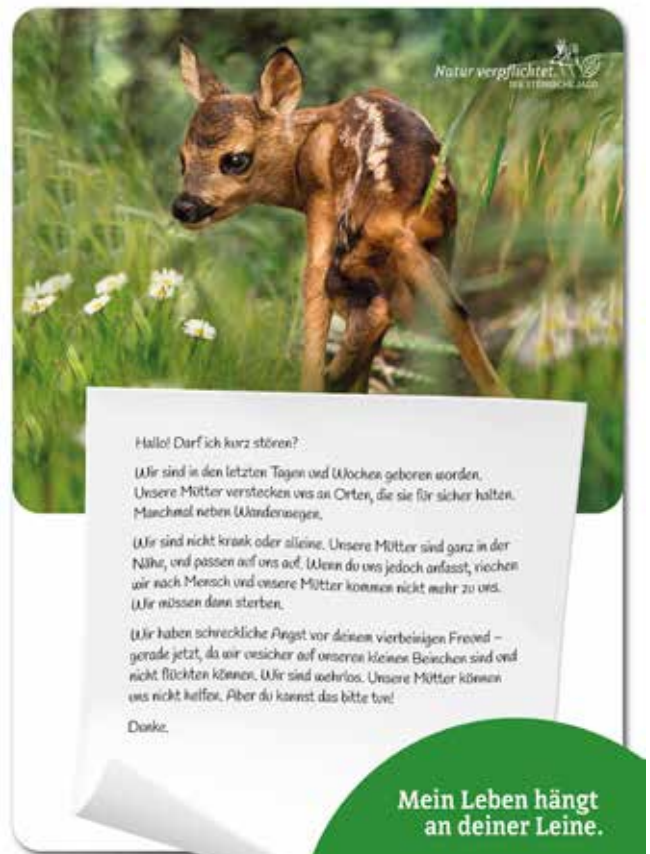 Natur verpflichtet.
DIE STEIRISCHE JAGD
Hallo! Darf ich kurz stören?
Wir sind in den letzten Tagen und Wochen geboren worden.
Unsere Mütter verstecken uns an Orten, die sie für sicher halten.
Manchmal neben Wanderwegen.
Wir sind nicht krank oder alleine. Unsere Mütter sind ganz in der
Nähe, und passen auf uns auf. Wenn du uns jedoch anfasst, riechen
wir nach Mensch und unsere Mütter kommen nicht mehr zu uns.
Wir müssen dann sterben.
Wir haben schreckliche Angst vor deinem vierbeinigen Freund –
gerade jetzt, da wir unsicher auf unseren kleinen Beinchen sind und
nicht flüchten können. Wir sind wehrlos. Unsere Mütter können
uns nicht helfen. Aber du kannst das bitte tun!
Danke.
Mein Leben hängt
an deiner Leine.